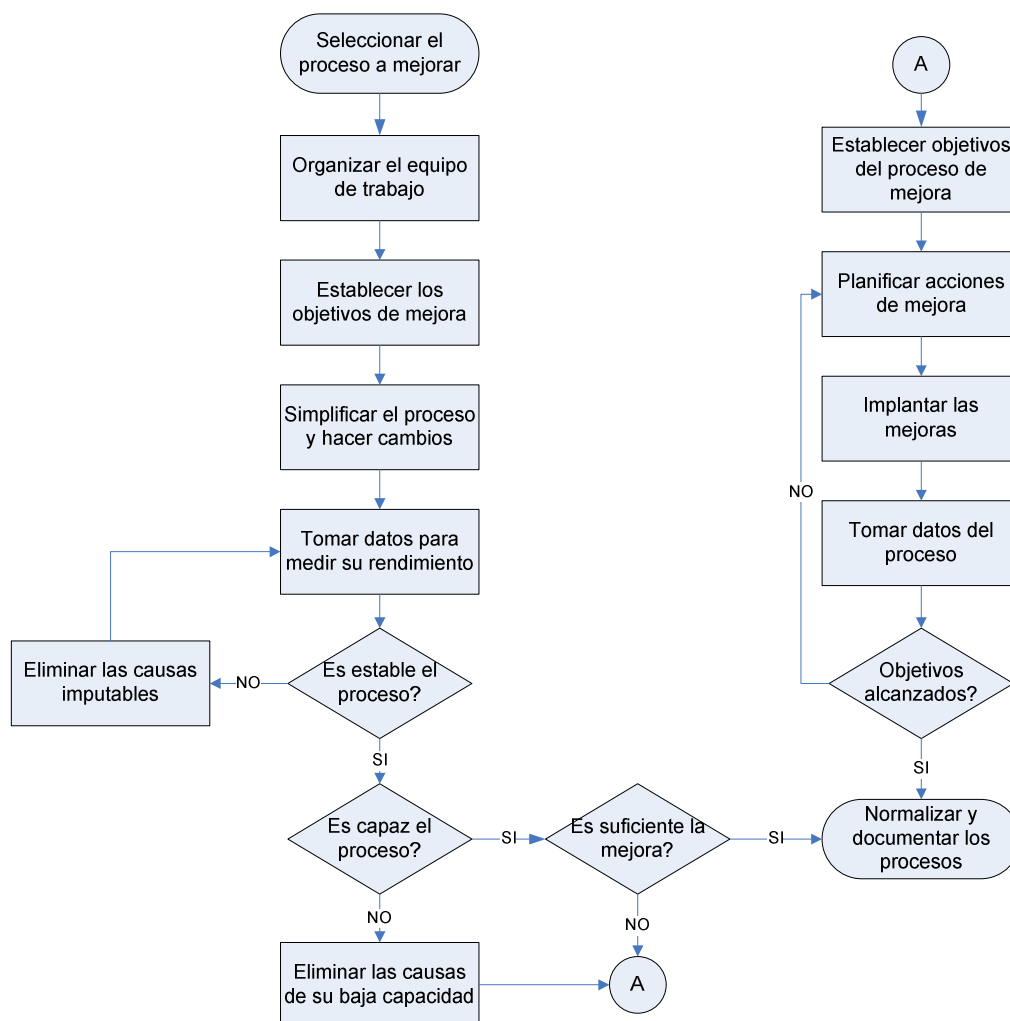 Seleccionar el
proceso a mejorar
Organizar el equipo
de trabajo
Establecer los
objetivos de mejora
Simplificar el proceso
y hacer cambios
Tomar datos para
medir su rendimiento
Eliminar las causas
imputables
NO
Es estable el
proceso?
SI
Es capaz el
proceso?
SI
Es suficiente la
mejora?
SI
NO
Eliminar las causas
de su baja capacidad
NO
A
A
Establecer objetivos
del proceso de
mejora
Planificar acciones
de mejora
Implantar las
mejoras
NO
Tomar datos del
proceso
Objetivos
alcanzados?
SI
Normalizar y
documentar los
procesos